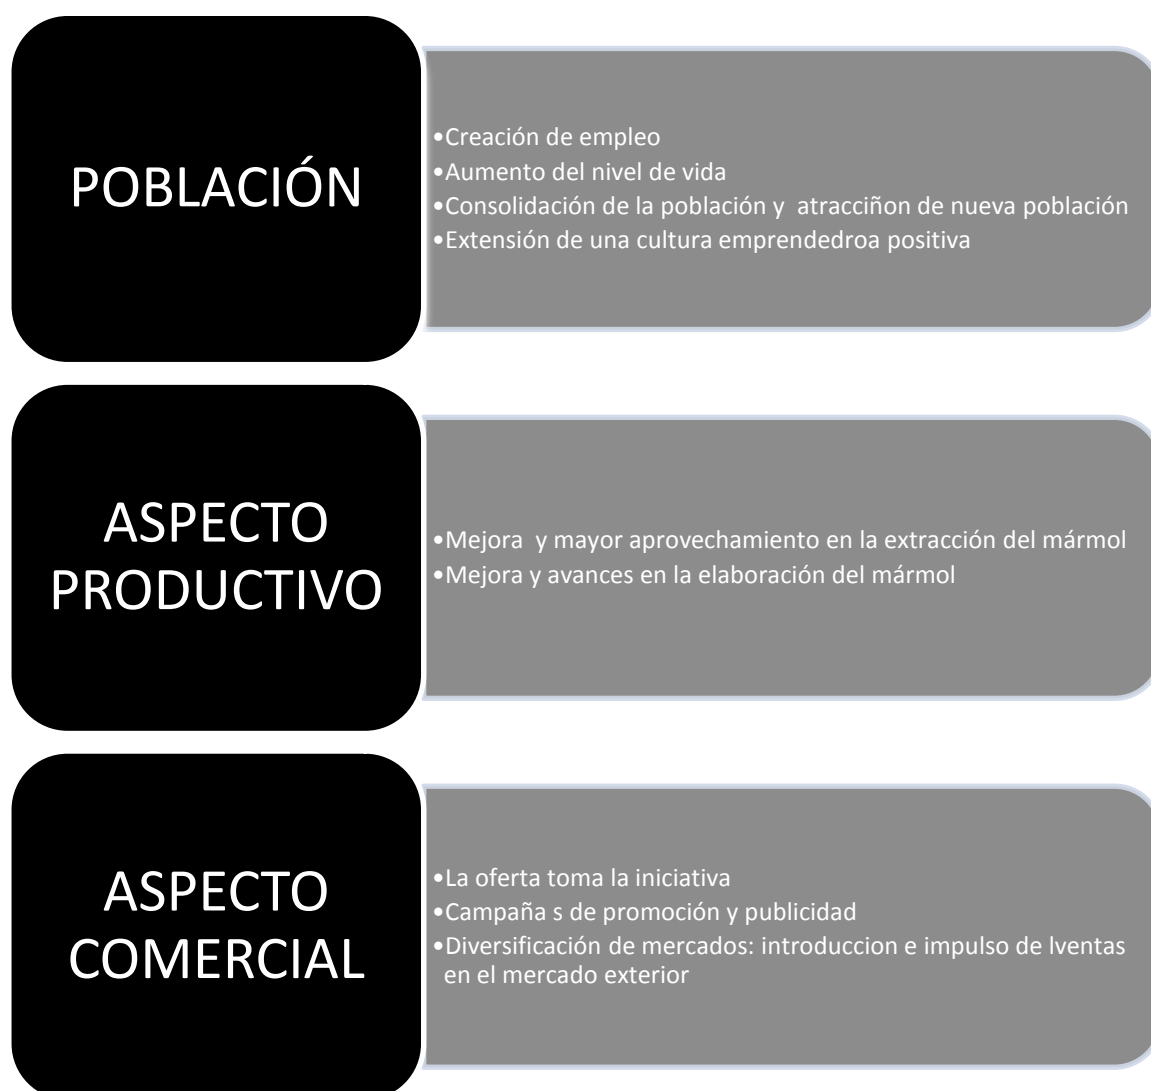 POBLACIÓN
•Creación de empleo
•Aumento del nivel de vida
•Consolidación de la población y  atracciñon de nueva población
•Extensión de una cultura emprendedroa positiva
ASPECTO
PRODUCTIVO
•Mejora  y mayor aprovechamiento en la extracción del mármol
•Mejora y avances en la elaboración del mármol
ASPECTO
COMERCIAL
•La oferta toma la iniciativa
•Campaña s de promoción y publicidad
•Diversificación de mercados: introduccion e impulso de lventas
en el mercado exterior